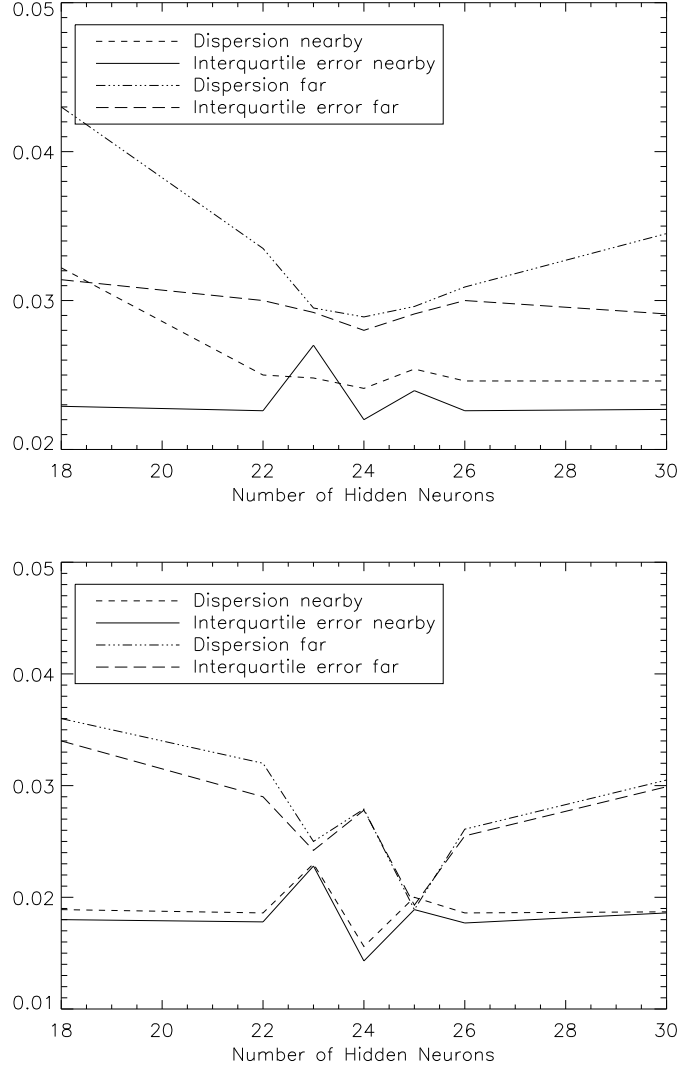 0.05
Dispersion nearby
Interquartile error nearby
Dispersion far
Interquartile error far
0.04
0.03
0.02
18 20 22 24 26 28 30
Number of Hidden Neurons
0.05
Dispersion nearby
Interquartile error nearby
Dispersion far
Interquartile error far
0.04
0.03
0.02
0.01
18 20 22 24 26 28 30
Number of Hidden Neurons